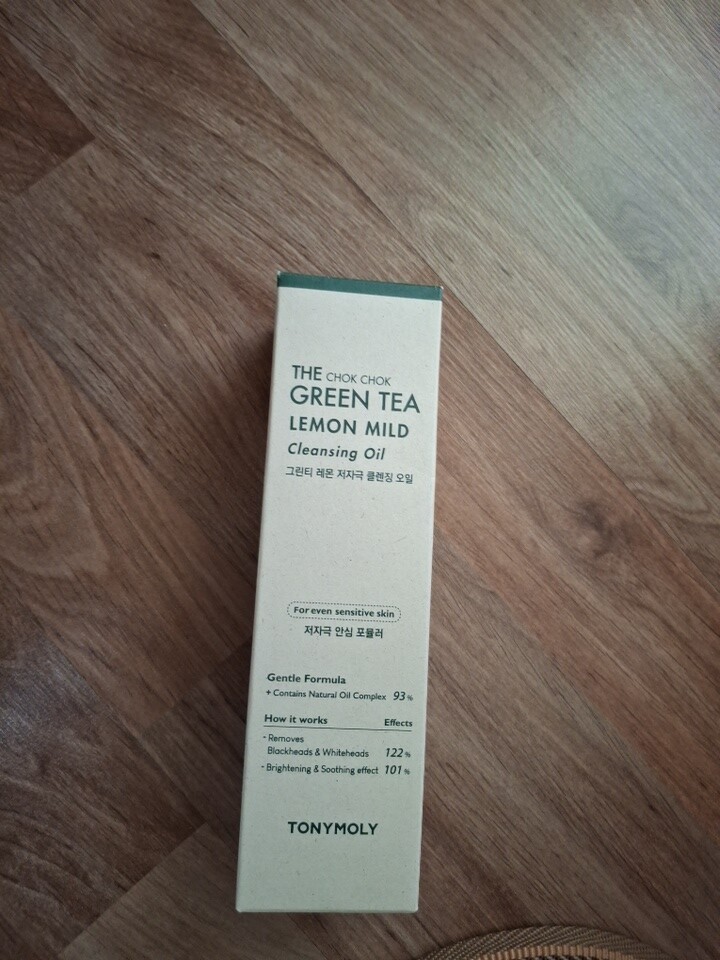 THE CHOK CHOK
GREEN TEA
LEMON MILD
Cleansing Oil
그린티 레몬 저자극 클렌징 오일
For even sensitive skin
저자극 안심 포뮬러
Gentle Formula
+ Contains Natural Oil Complex 93%
How it works Effects
- Removes
Blackheads & Whiteheads 122%
- Brightening & Soothing effect 101%
TONYMOLY